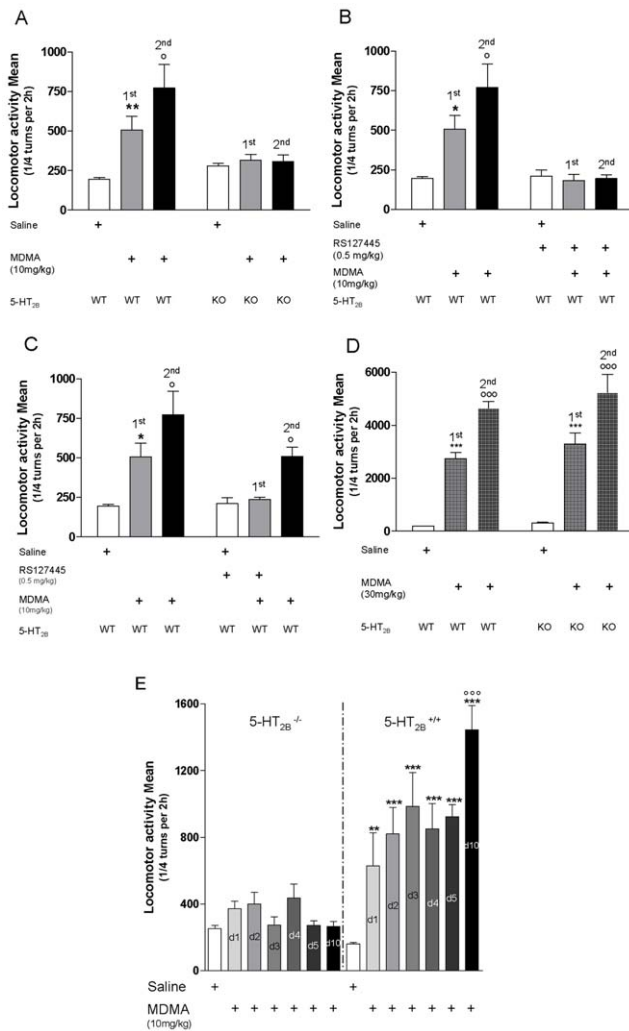 A
Locomotor activity Mean
(1/4 turns per 2h)
1000
750
500
250
0
1st
**
2nd
°
1st
2nd
Saline + +
MDMA + + + +
(10mg/kg)
5-HT2B WT WT WT KO KO KO
B
Locomotor activity Mean
(1/4 turns per 2h)
1000
750
500
250
0
1st
*
2nd
°
1st
2nd
Saline + +
RS127445 + + +
(0.5 mg/kg)
MDMA + + + +
(10mg/kg)
5-HT2B WT WT WT WT WT WT
C
Locomotor activity Mean
(1/4 turns per 2h)
1000
750
500
250
0
1st
*
2nd
°
1st
2nd
°
Saline + +
RS127445 + +
(0.5 mg/kg)
MDMA + + + +
(10mg/kg)
5-HT2B WT WT WT WT WT WT
D
Locomotor activity Mean
(1/4 turns per 2h)
6000
4000
2000
0
1st
***
2nd
°°°
1st
***
2nd
°°°
Saline + +
MDMA + + + +
(30mg/kg)
5-HT2B WT WT WT KO KO KO
E
Locomotor activity Mean
(1/4 turns per 2h)
1600
1200
800
400
0
5-HT2B -/-
5-HT2B +/+
d1 d2 d3 d4 d5 d10
** *** *** *** *** °°° ***
d1 d2 d3 d4 d5 d10
Saline + +
MDMA + + + + + + + + + + + +
(10mg/kg)